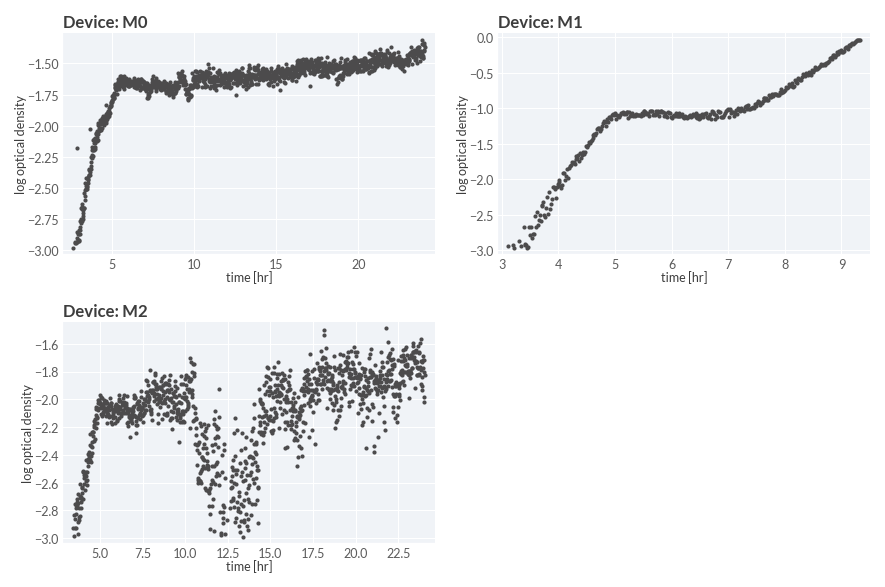 Device: M0
log optical density
−1.50
−1.75
−2.00
−2.25
−2.50
−2.75
−3.00
5 10 15 20
time [hr]
Device: M1
log optical density
0.0
−0.5
−1.0
−1.5
−2.0
−2.5
−3.0
3 4 5 6 7 8 9
time [hr]
Device: M2
log optical density
−1.6
−1.8
−2.0
−2.2
−2.4
−2.6
−2.8
−3.0
5.0 7.5 10.0 12.5 15.0 17.5 20.0 22.5
time [hr]